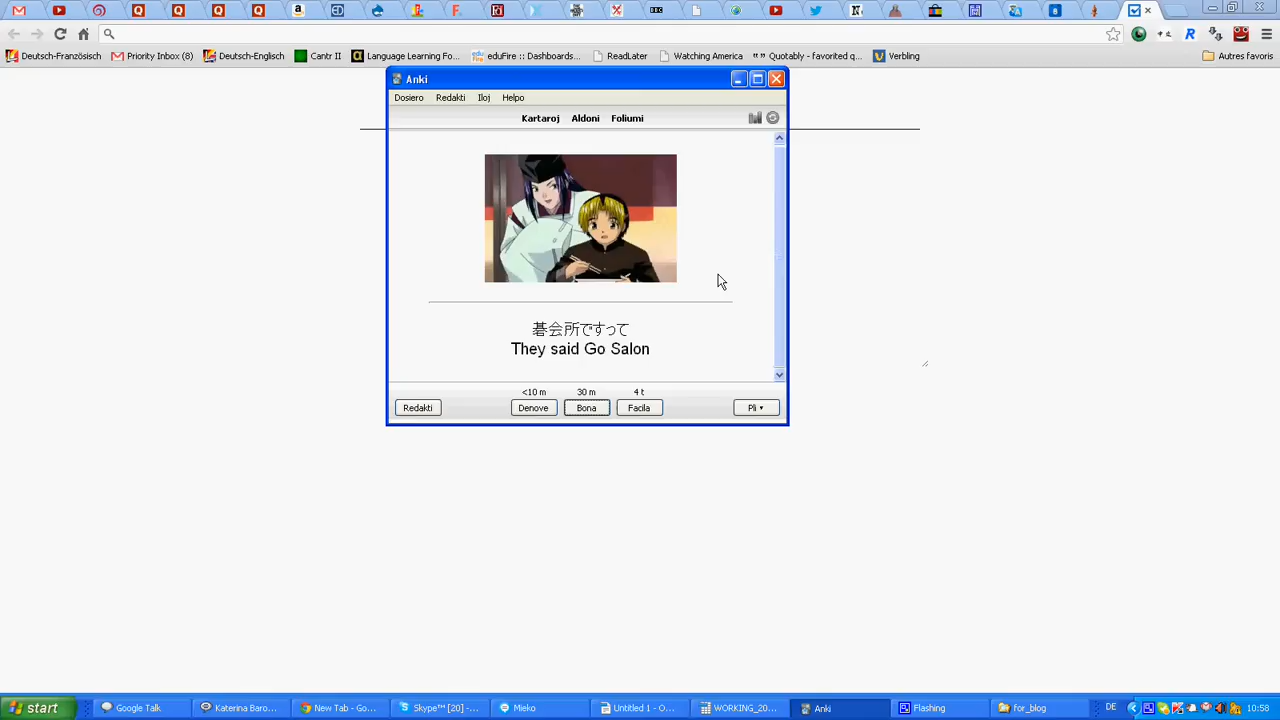 Deutsch-Französisch
Priority Inbox (8)
Deutsch-Englisch
Cantr II
Language Learning Fo...
eduFire :: Dashboards...
ReadLater
Watching America
Quotably - favorited q...
Verbling
Autres favoris
Anki
Dosiero Redakti Iloj Helpo
Kartaroj Aldoni Foliumi
碁会所ですって
They said Go Salon
<10 m 30 m 4 t
Redakti Denove Bona Facila Pli
start
Google Talk
Katerina Baro...
New Tab - Go...
Skype™ [20] -...
Mieko
Untitled 1 - O...
WORKING_20...
Anki
Flashing
for_blog
DE
10:58